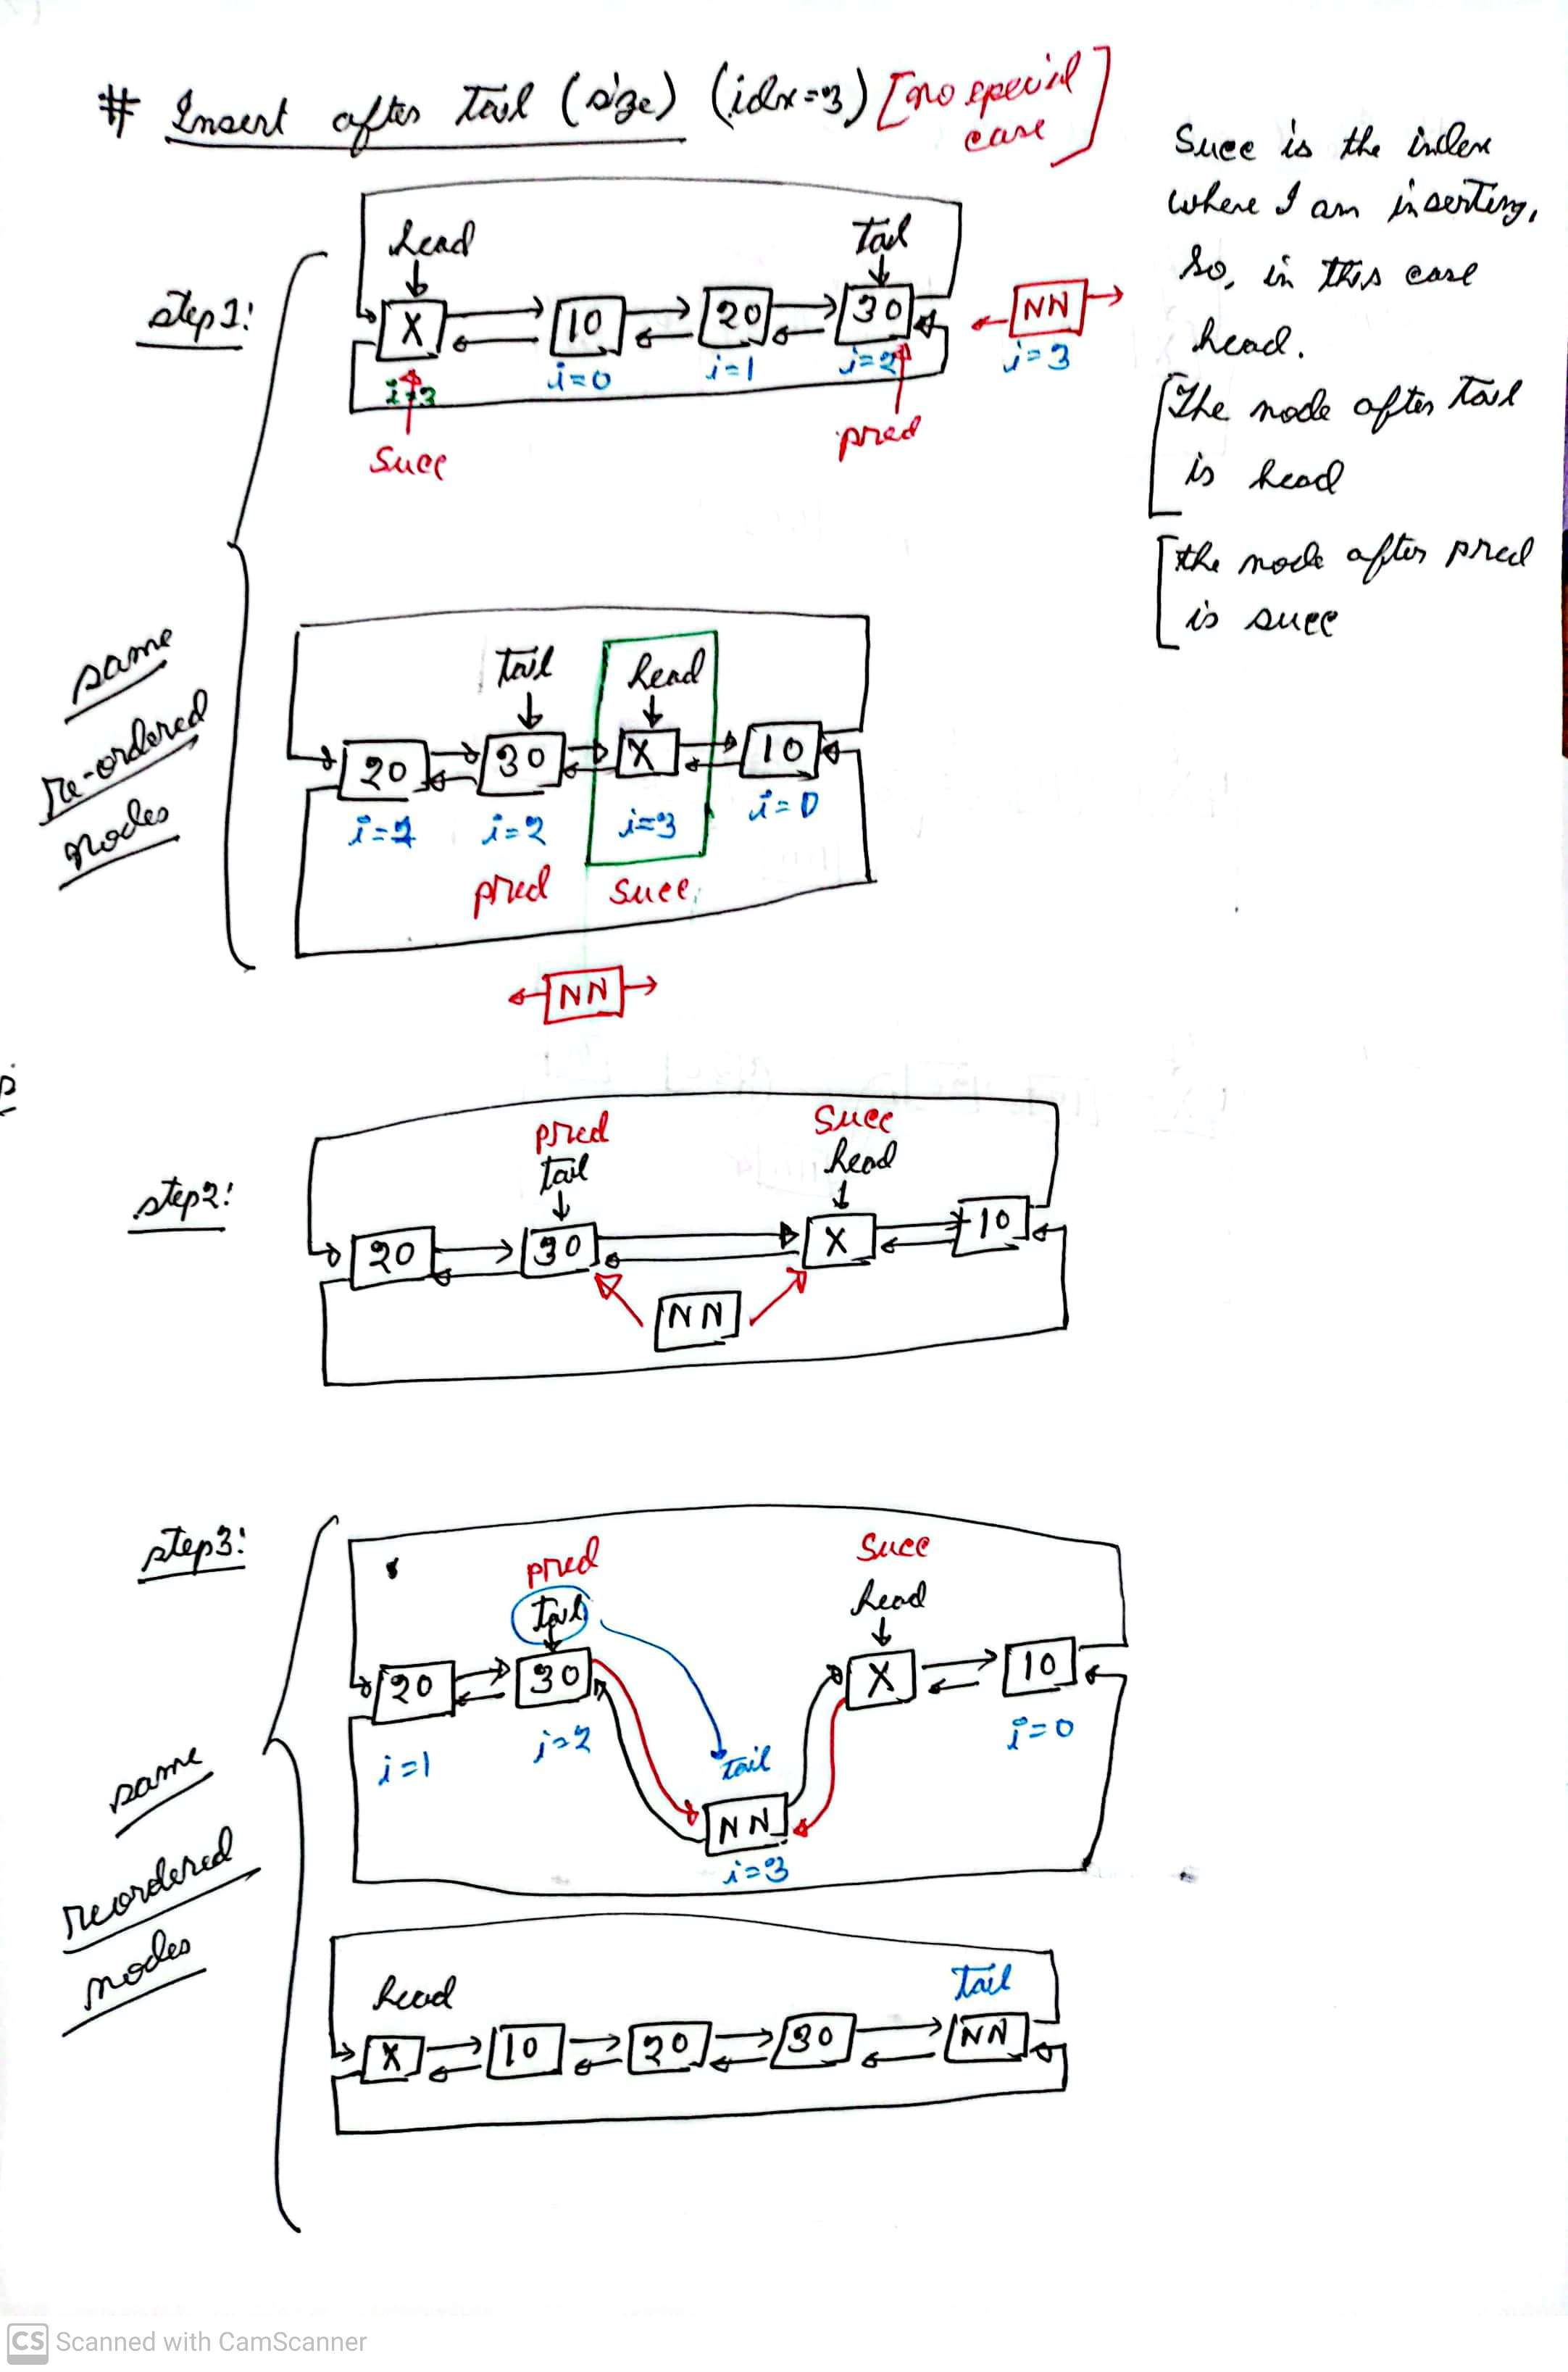 # Insert after Tail (size) (idx=3) [no special case]
Succ is the index
where I am inserting,
So, in this case
head.
[The node after Tail
is head
[the node after pred
is succ
step1:
head
tail
X 10 20 30 NN
i=3 i=0 i=1 i=2 i=3
Succ
pred
same
re-ordered
nodes
Tail head
20 30 X 10
i=1 i=2 i=3 i=0
pred succ
NN
step2:
pred
tail
Succ
head
20 30 X 10
NN
step3:
pred
Tail
Succ
head
20 30 X 10
i=1 i=2 i=0
tail
NN
i=3
same
reordered
nodes
head
Tail
X 10 20 30 NN
CS Scanned with CamScanner